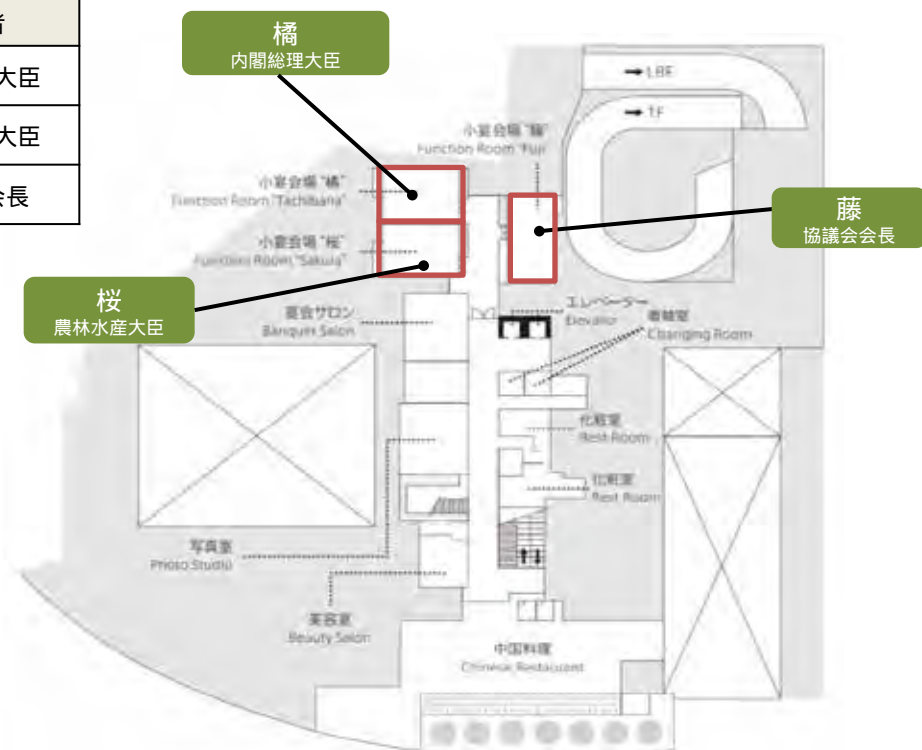 者
大臣
大臣
会長
橘
内閣総理大臣
→ LBF
→ 1F
小宴会場 "藤"
Function Room "Fuji"
小宴会場 "橘"
Function Room "Tachibana"
藤
協議会会長
小宴会場 "桜"
Function Room "Sakura"
桜
農林水産大臣
宴会サロン
Banquet Salon
エレベーター
Elevator
着替室
Changing Room
化粧室
Rest Room
化粧室
Rest Room
写真室
Photo Studio
美容室
Beauty Salon
中国料理
Chinese Restaurant